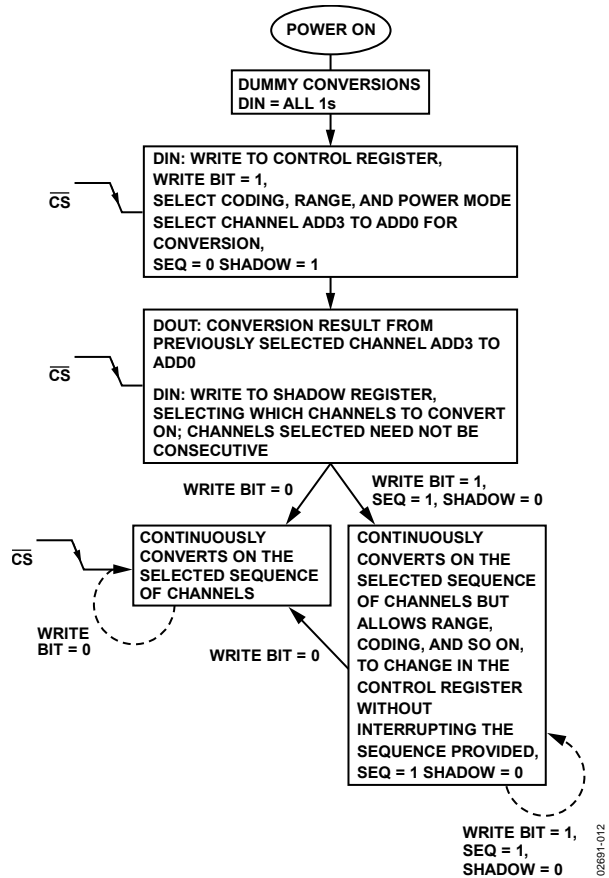 POWER ON
DUMMY CONVERSIONS
DIN = ALL 1s
CS
DIN: WRITE TO CONTROL REGISTER,
WRITE BIT = 1,
SELECT CODING, RANGE, AND POWER MODE
SELECT CHANNEL ADD3 TO ADD0 FOR
CONVERSION,
SEQ = 0 SHADOW = 1
CS
DOUT: CONVERSION RESULT FROM
PREVIOUSLY SELECTED CHANNEL ADD3 TO
ADD0
DIN: WRITE TO SHADOW REGISTER,
SELECTING WHICH CHANNELS TO CONVERT
ON; CHANNELS SELECTED NEED NOT BE
CONSECUTIVE
WRITE BIT = 0
WRITE BIT = 1,
SEQ = 1, SHADOW = 0
CS
CONTINUOUSLY
CONVERTS ON THE
SELECTED SEQUENCE
OF CHANNELS
WRITE
BIT = 0
WRITE BIT = 0
CONTINUOUSLY
CONVERTS ON THE
SELECTED SEQUENCE
OF CHANNELS BUT
ALLOWS RANGE,
CODING, AND SO ON,
TO CHANGE IN THE
CONTROL REGISTER
WITHOUT
INTERRUPTING THE
SEQUENCE PROVIDED,
SEQ = 1 SHADOW = 0
WRITE BIT = 1,
SEQ = 1,
SHADOW = 0
02691-012